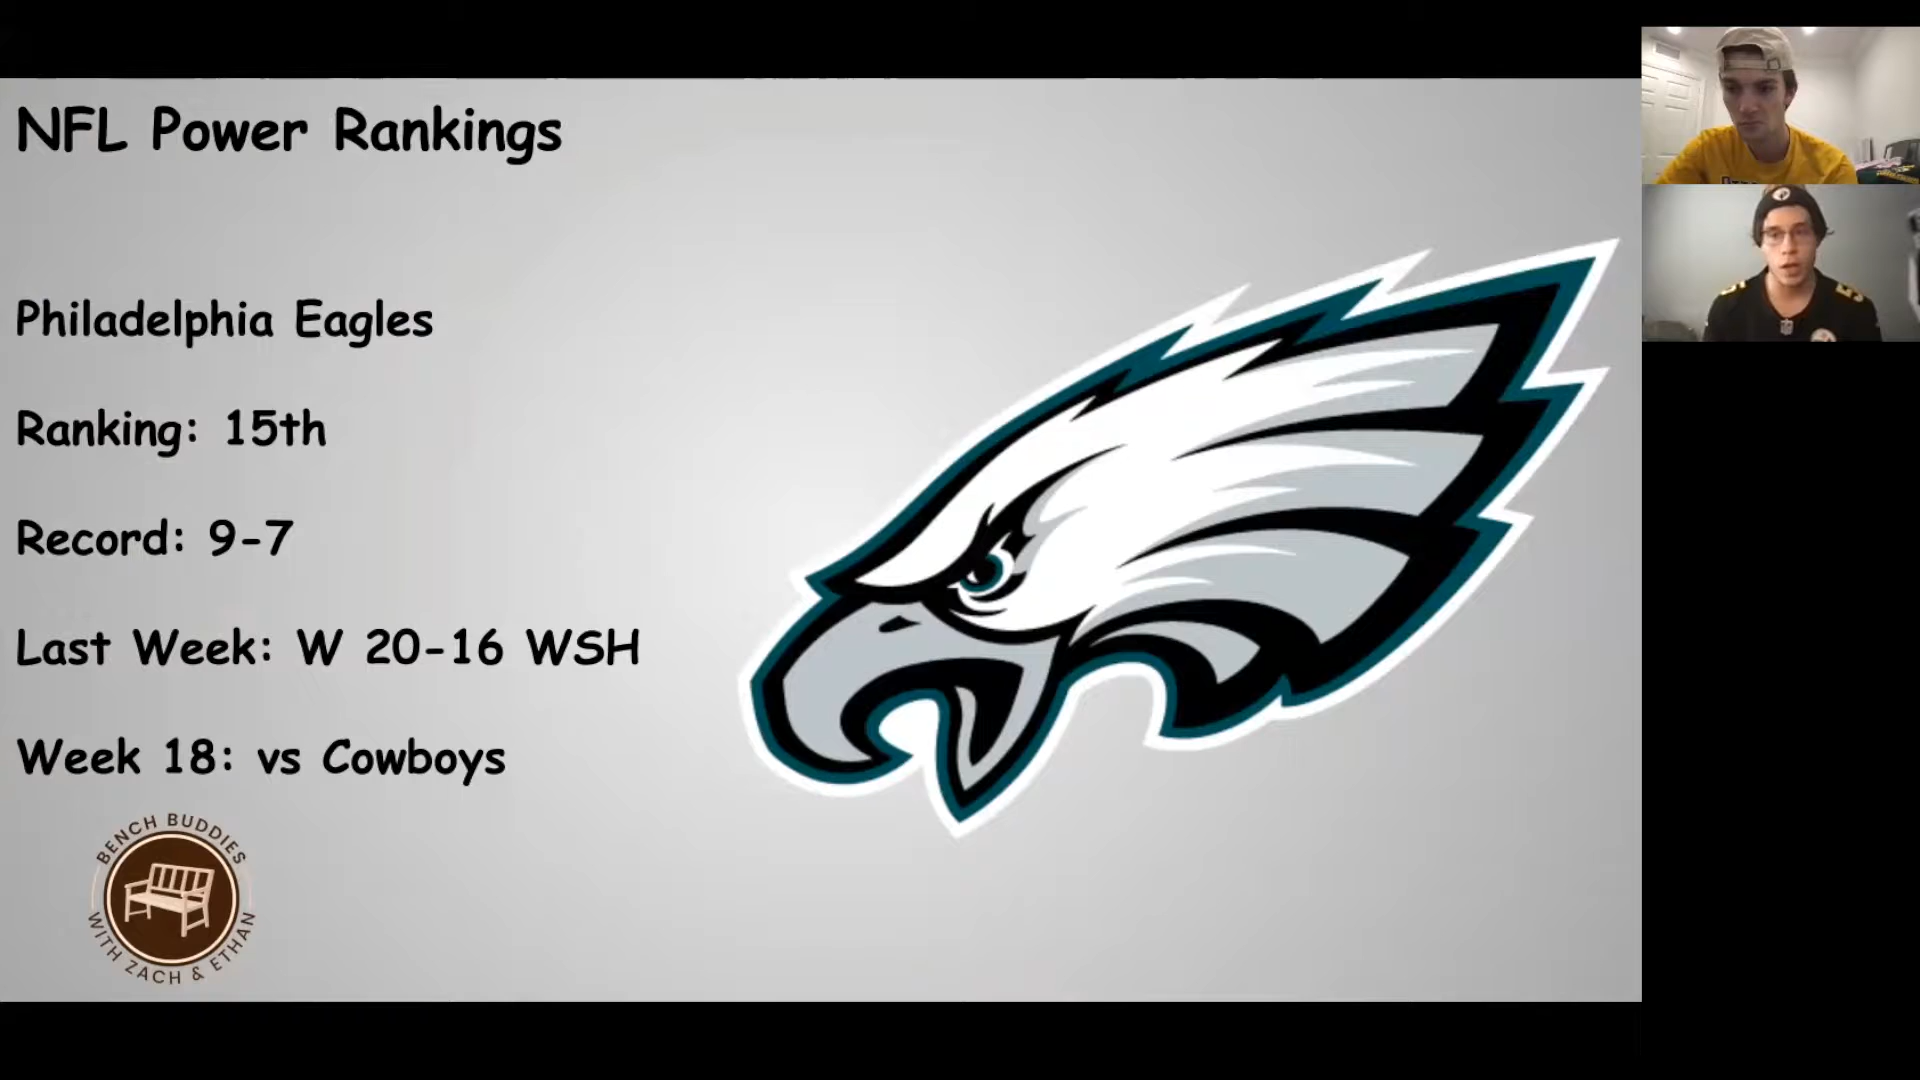 NFL Power Rankings
Philadelphia Eagles
Ranking: 15th
Record: 9-7
Last Week: W 20-16 WSH
Week 18: vs Cowboys
BENCH BUDDIES
WITH ZACH & ETHAN